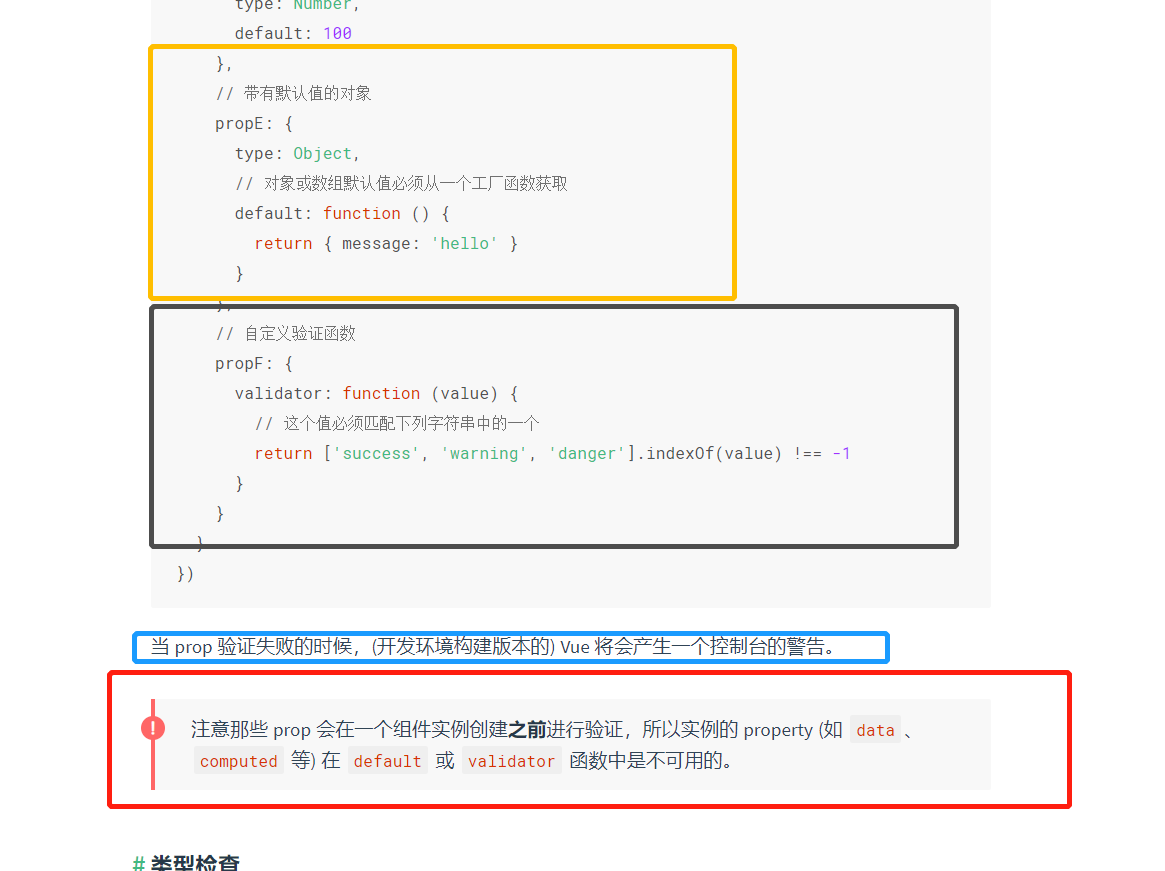 type: Number,
default: 100
},
// 带有默认值的对象
propE: {
type: Object,
// 对象或数组默认值必须从一个工厂函数获取
default: function () {
return { message: 'hello' }
}
},
// 自定义验证函数
propF: {
validator: function (value) {
// 这个值必须匹配下列字符串中的一个
return ['success', 'warning', 'danger'].indexOf(value) !== -1
}
}
}
})
当 prop 验证失败的时候，(开发环境构建版本的) Vue 将会产生一个控制台的警告。
!
注意那些 prop 会在一个组件实例创建之前进行验证，所以实例的 property (如 data 、
computed 等) 在 default 或 validator 函数中是不可用的。
# 类型检查